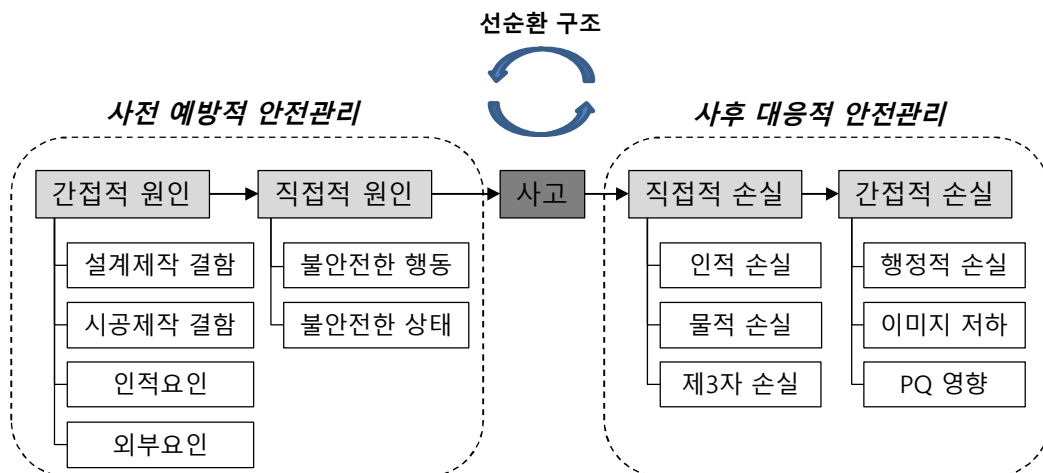 선순환 구조
사전 예방적 안전관리
사후 대응적 안전관리
간접적 원인
직접적 원인
사고
직접적 손실
간접적 손실
설계제작 결함
불안전한 행동
인적 손실
행정적 손실
시공제작 결함
불안전한 상태
물적 손실
이미지 저하
인적요인
제3자 손실
PQ 영향
외부요인